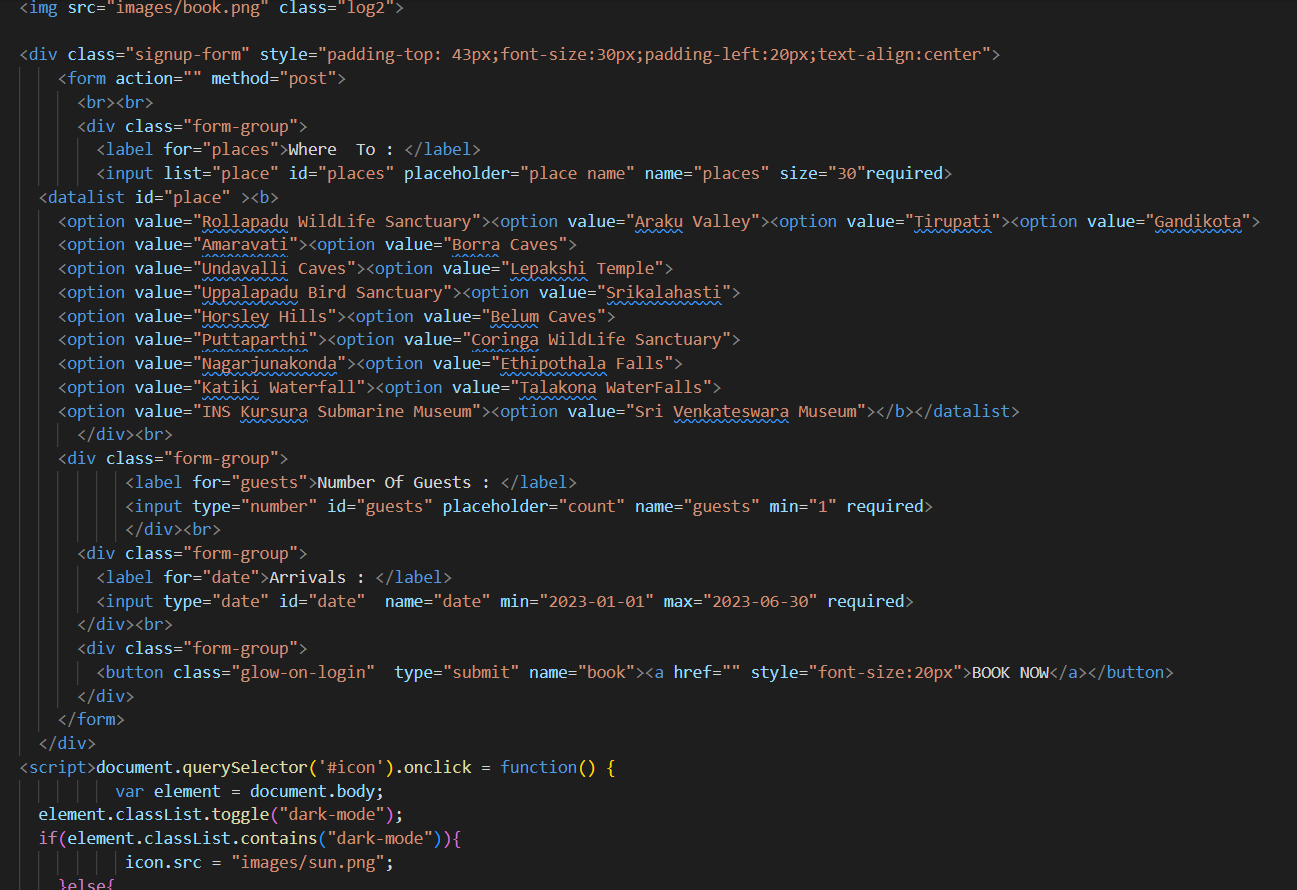 <img src="images/book.png" class="log2">
<div class="signup-form" style="padding-top: 43px;font-size:30px;padding-left:20px;text-align:center">
<form action="" method="post">
<br><br>
<div class="form-group">
<label for="places">Where  To : </label>
<input list="place" id="places" placeholder="place name" name="places" size="30"required>
<datalist id="place" ><b>
<option value="Rollapadu WildLife Sanctuary"><option value="Araku Valley"><option value="Tirupati"><option value="Gandikota">
<option value="Amaravati"><option value="Borra Caves">
<option value="Undavalli Caves"><option value="Lepakshi Temple">
<option value="Uppalapadu Bird Sanctuary"><option value="Srikalahasti">
<option value="Horsley Hills"><option value="Belum Caves">
<option value="Puttaparthi"><option value="Coringa WildLife Sanctuary">
<option value="Nagarjunakonda"><option value="Ethipothala Falls">
<option value="Katiki Waterfall"><option value="Talakona WaterFalls">
<option value="INS Kursura Submarine Museum"><option value="Sri Venkateswara Museum"></b></datalist>
</div><br>
<div class="form-group">
<label for="guests">Number Of Guests : </label>
<input type="number" id="guests" placeholder="count" name="guests" min="1" required>
</div><br>
<div class="form-group">
<label for="date">Arrivals : </label>
<input type="date" id="date"  name="date" min="2023-01-01" max="2023-06-30" required>
</div><br>
<div class="form-group">
<button class="glow-on-login"  type="submit" name="book"><a href="" style="font-size:20px">BOOK NOW</a></button>
</div>
</form>
</div>
<script>document.querySelector('#icon').onclick = function() {
var element = document.body;
element.classList.toggle("dark-mode");
if(element.classList.contains("dark-mode")){
icon.src = "images/sun.png";
}else{